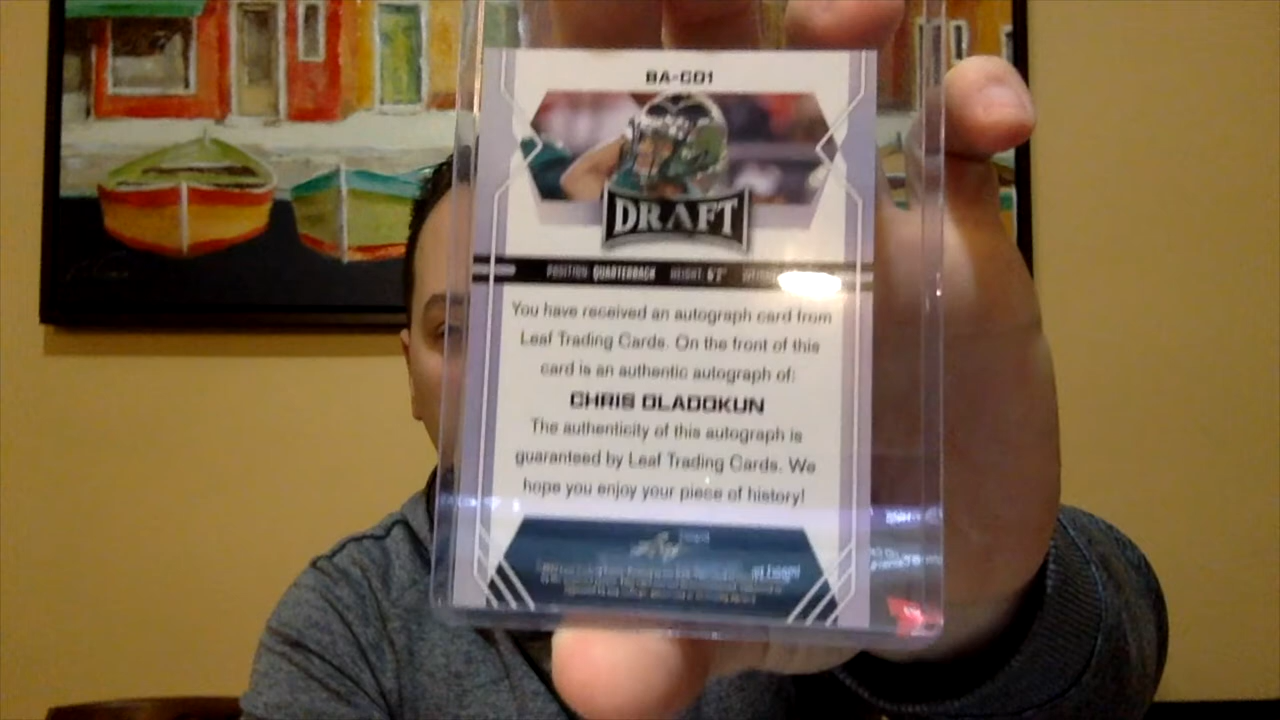 BA-CO1
DRAFT
POSITION: QUARTERBACK HEIGHT: 6'2"
You have received an autograph card from
Leaf Trading Cards. On the front of this
card is an authentic autograph of:
CHRIS OLADOKUN
The authenticity of this autograph is
guaranteed by Leaf Trading Cards. We
hope you enjoy your piece of history!